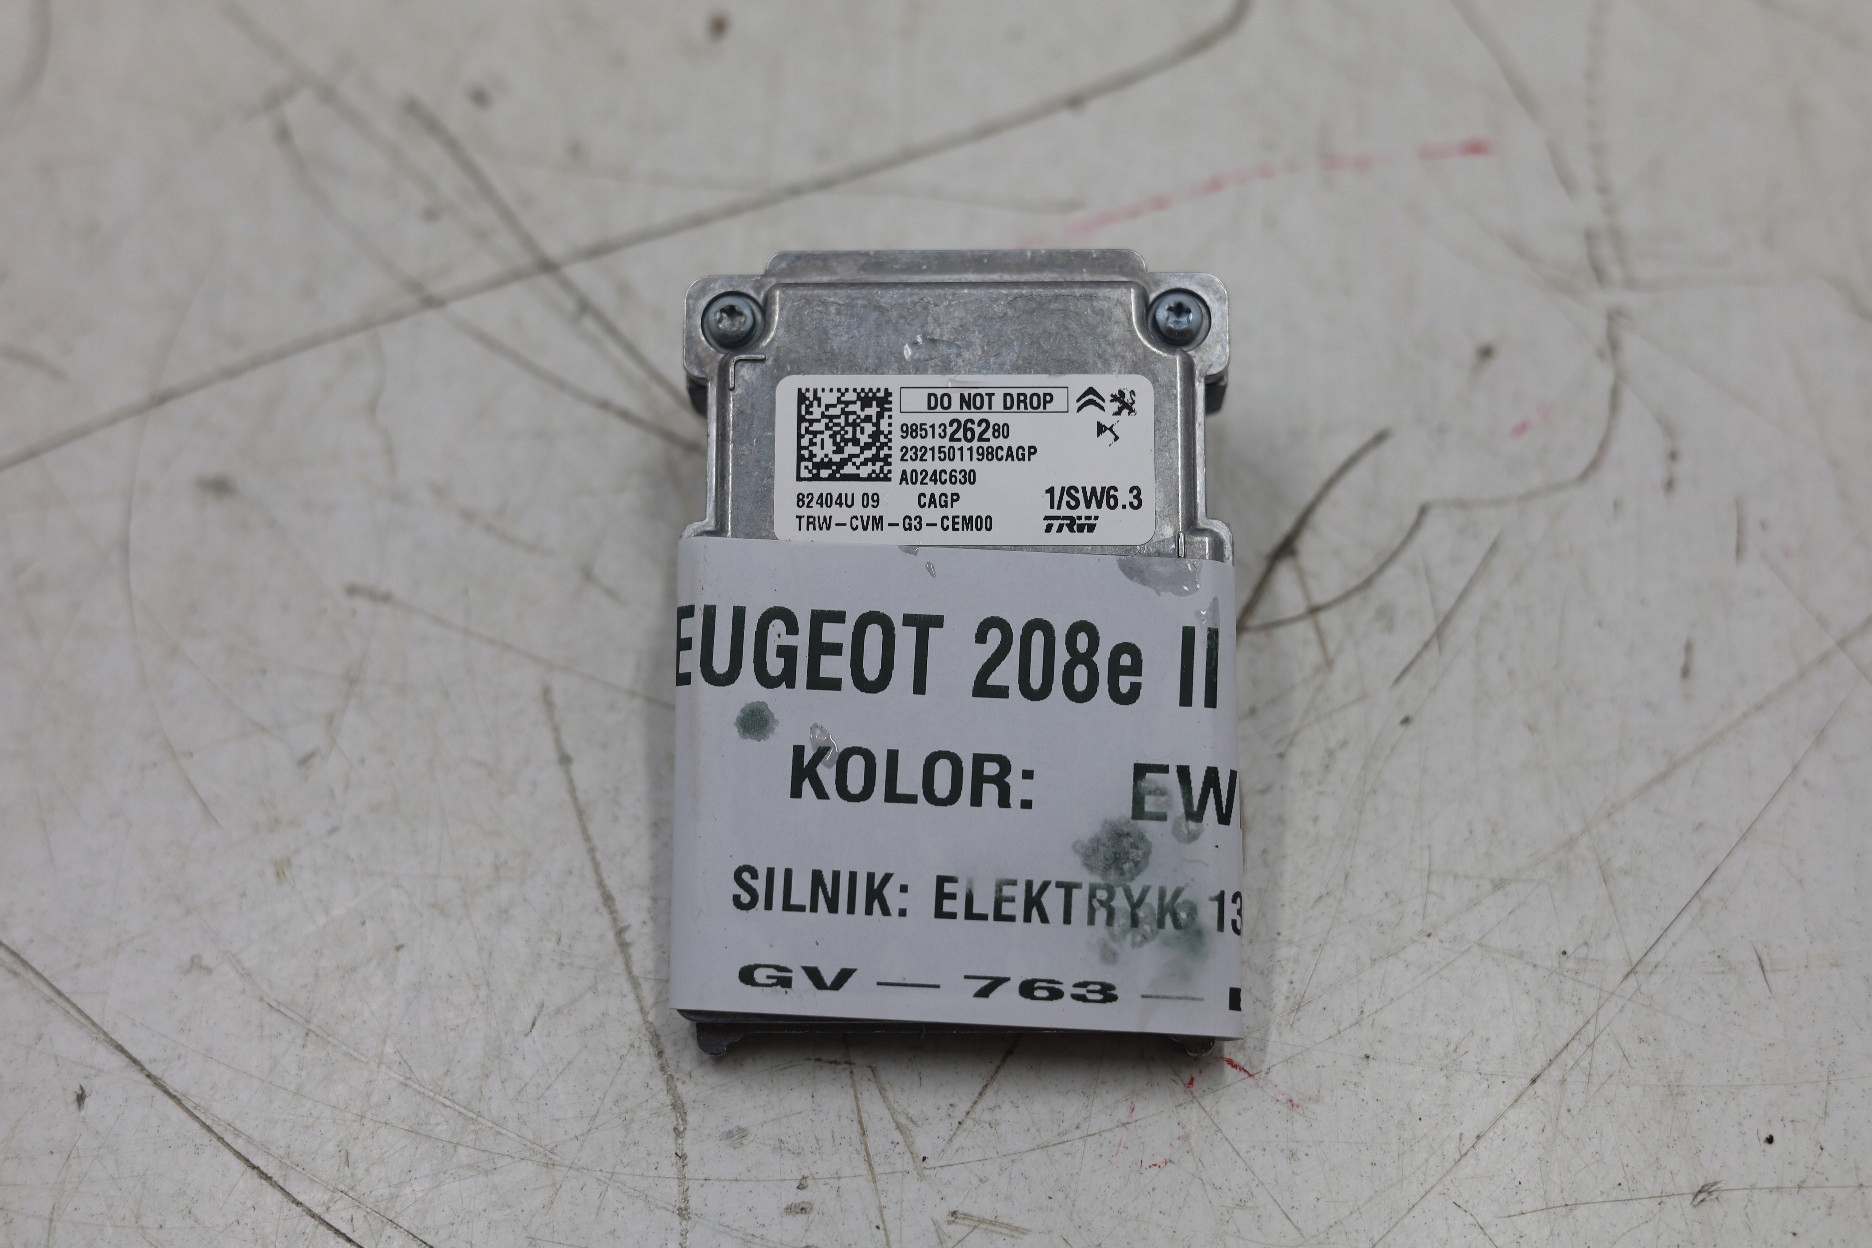 DO NOT DROP
9851326280
2321501198CAGP
A024C630
82404U 09 CAGP 1/SW6.3
TRW-CVM-G3-CEM00 TRW
EUGEOT 208e II
KOLOR: EW
SILNIK: ELEKTRYK 13
GV - 763 -